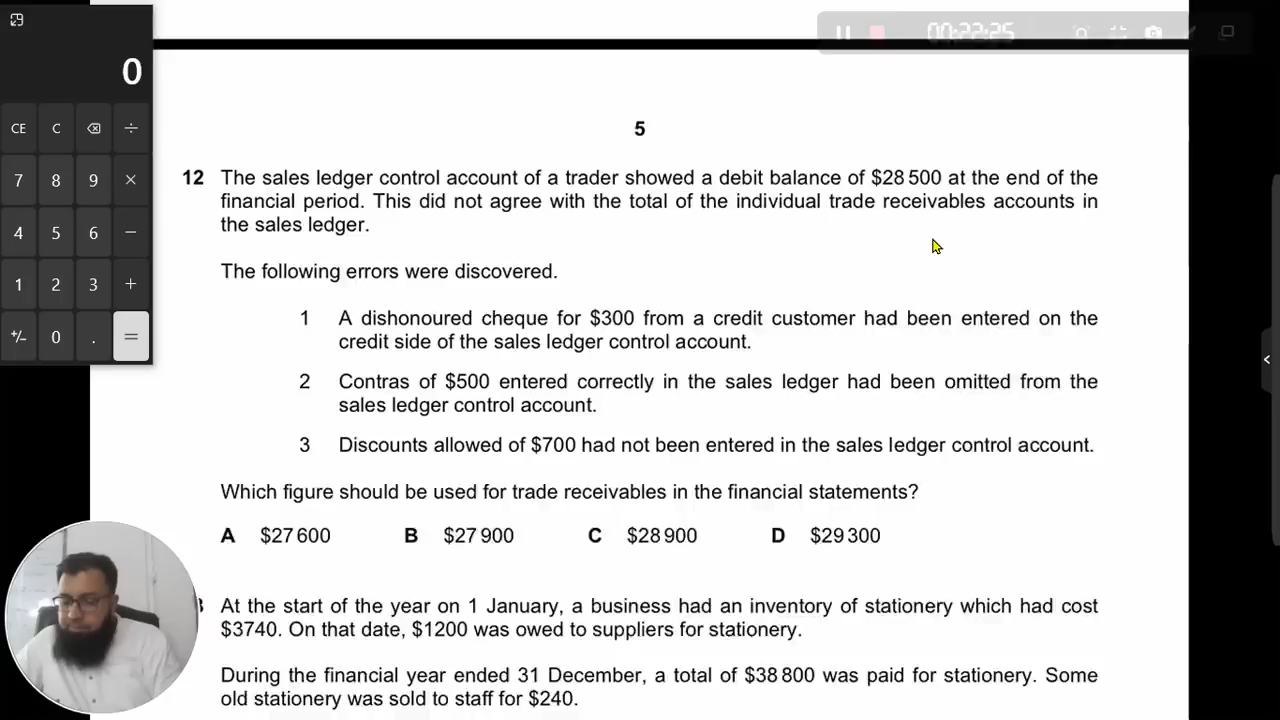 00:22:25
0
CE C ÷
7 8 9 ×
4 5 6 −
1 2 3 +
+/− 0 . =
5
12 The sales ledger control account of a trader showed a debit balance of $28 500 at the end of the
financial period. This did not agree with the total of the individual trade receivables accounts in
the sales ledger.
The following errors were discovered.
1 A dishonoured cheque for $300 from a credit customer had been entered on the
credit side of the sales ledger control account.
2 Contras of $500 entered correctly in the sales ledger had been omitted from the
sales ledger control account.
3 Discounts allowed of $700 had not been entered in the sales ledger control account.
Which figure should be used for trade receivables in the financial statements?
A $27 600 B $27 900 C $28 900 D $29 300
At the start of the year on 1 January, a business had an inventory of stationery which had cost
$3740. On that date, $1200 was owed to suppliers for stationery.
During the financial year ended 31 December, a total of $38 800 was paid for stationery. Some
old stationery was sold to staff for $240.